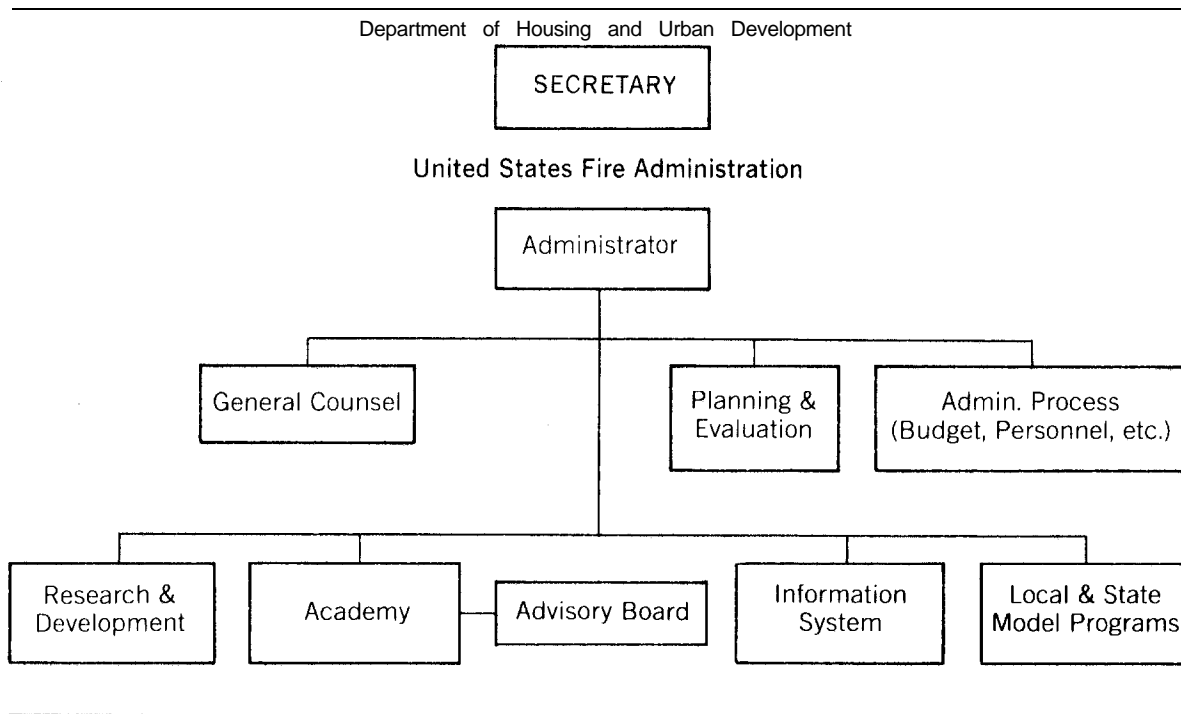 Department of Housing and Urban Development
SECRETARY
United States Fire Administration
Administrator
General Counsel
Planning &
Evaluation
Admin. Process
(Budget, Personnel, etc.)
Research &
Development
Academy
Advisory Board
Information
System
Local & State
Model Programs